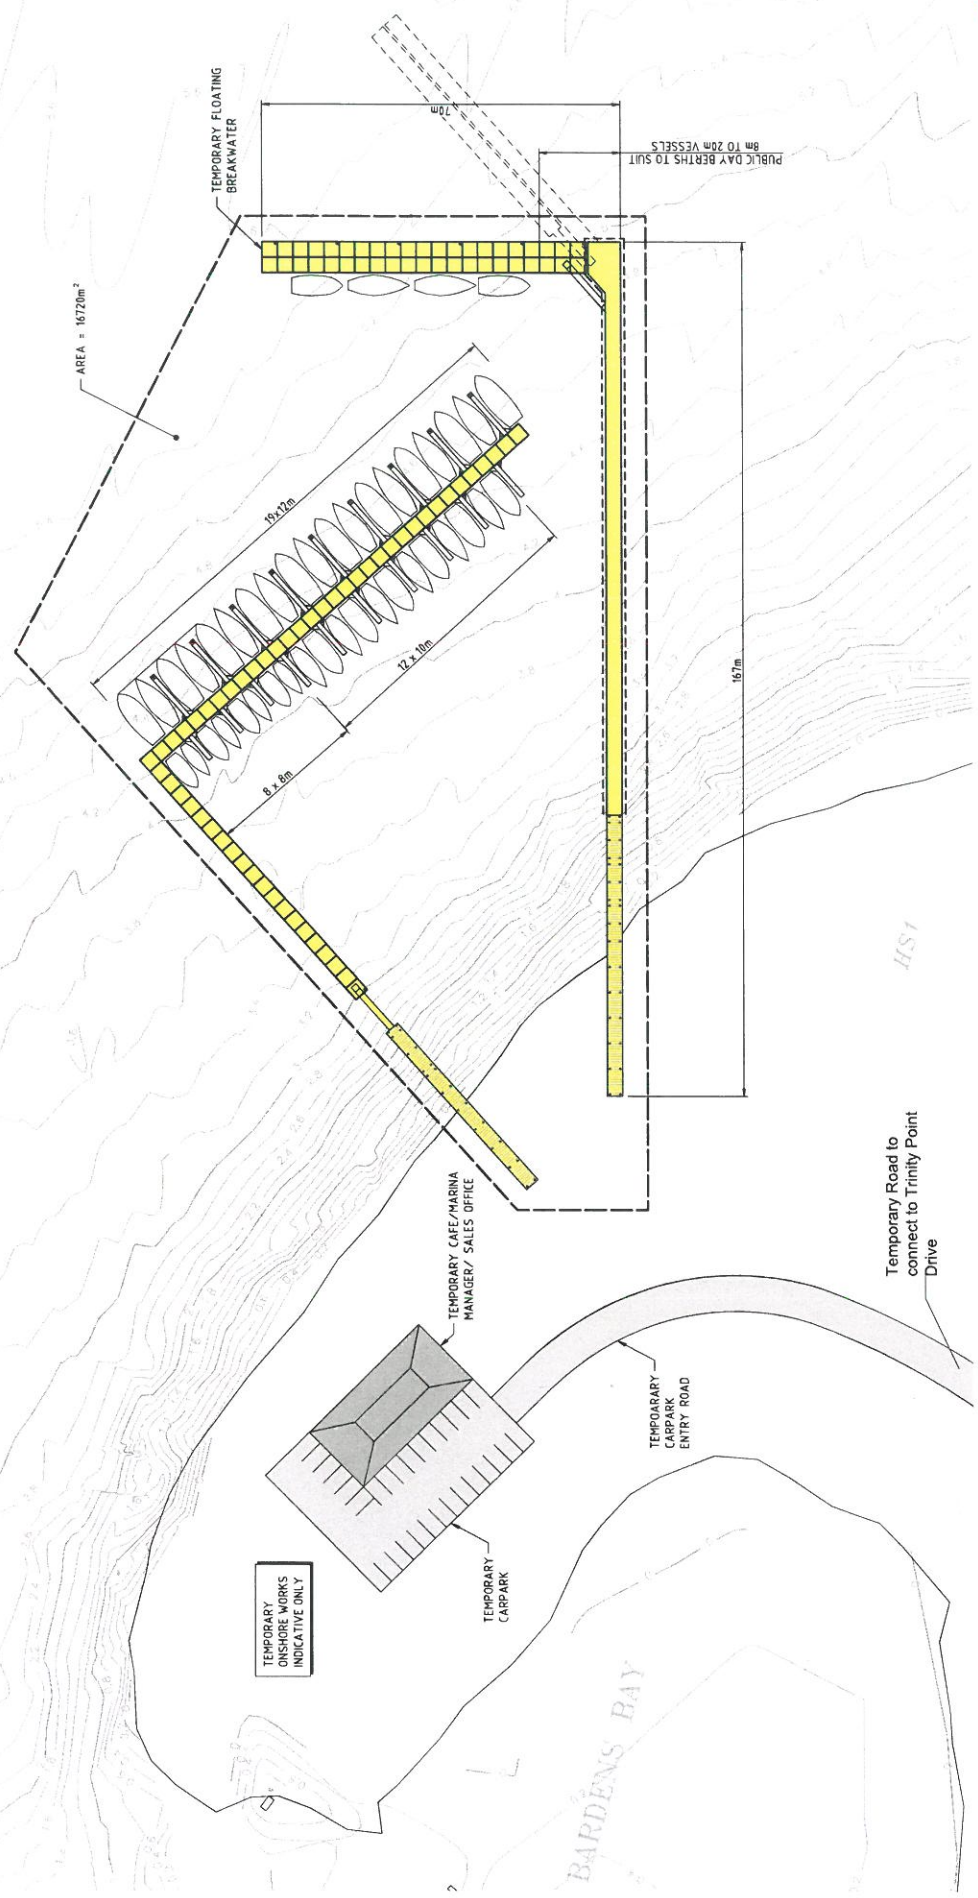 TEMPORARY FLOATING
BREAKWATER
70m
PUBLIC DAY BERTHS TO SUIT
8m TO 20m VESSELS
AREA = 16720m²
19x12m
12 x 10m
8 x 8m
167m
HS1
TEMPORARY CAFE/MARINA
MANAGER/ SALES OFFICE
Temporary Road to
connect to Trinity Point
Drive
TEMPOARARY
CARPARK
ENTRY ROAD
TEMPORARY
CARPARK
TEMPORARY
ONSHORE WORKS
INDICATIVE ONLY
BARDENS BAY